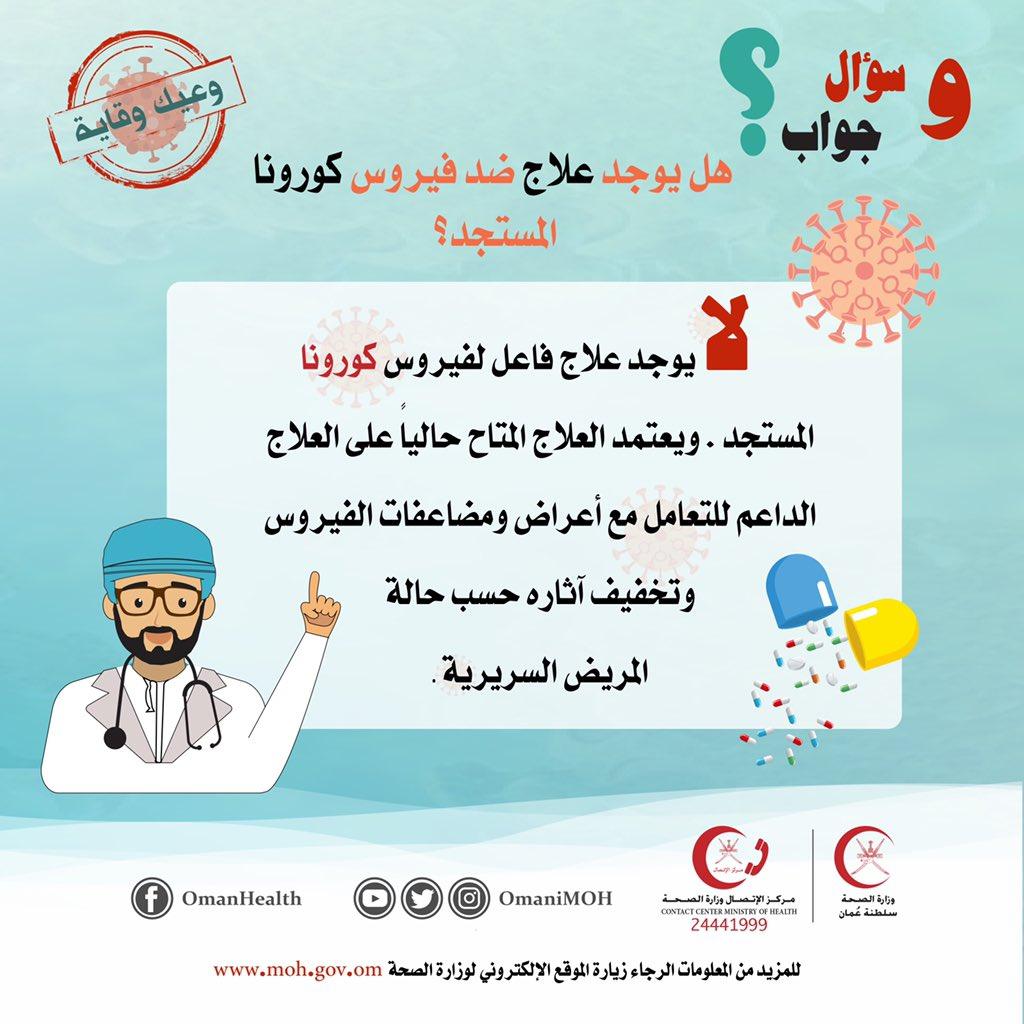 سؤال
و
جواب
؟
وعيك وقاية
هل يوجد علاج ضد فيروس كورونا
المستجد؟
لا يوجد علاج فاعل لفيروس كورونا
المستجد . ويعتمد العلاج المتاح حالياً على العلاج
الداعم للتعامل مع أعراض ومضاعفات الفيروس
وتخفيف آثاره حسب حالة
المريض السريرية .
وزارة الصحة
سلطنة عُمان
مركز الإتصال
مركز الإتصال وزارة الصحة
CONTACT CENTER MINISTRY OF HEALTH
24441999
OmaniMOH
OmanHealth
للمزيد من المعلومات الرجاء زيارة الموقع الإلكتروني لوزارة الصحة www.moh.gov.om